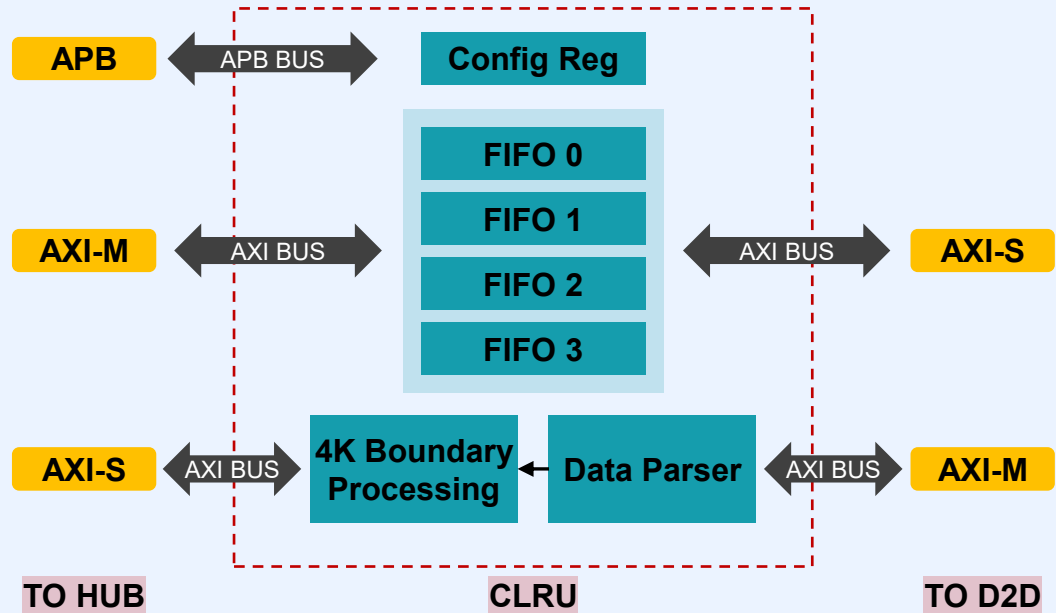 APB
APB BUS
Config Reg
FIFO 0
FIFO 1
AXI-M
AXI BUS
AXI BUS
AXI-S
FIFO 2
FIFO 3
AXI-S
AXI BUS
4K Boundary
Processing
Data Parser
AXI BUS
AXI-M
TO HUB
CLRU
TO D2D